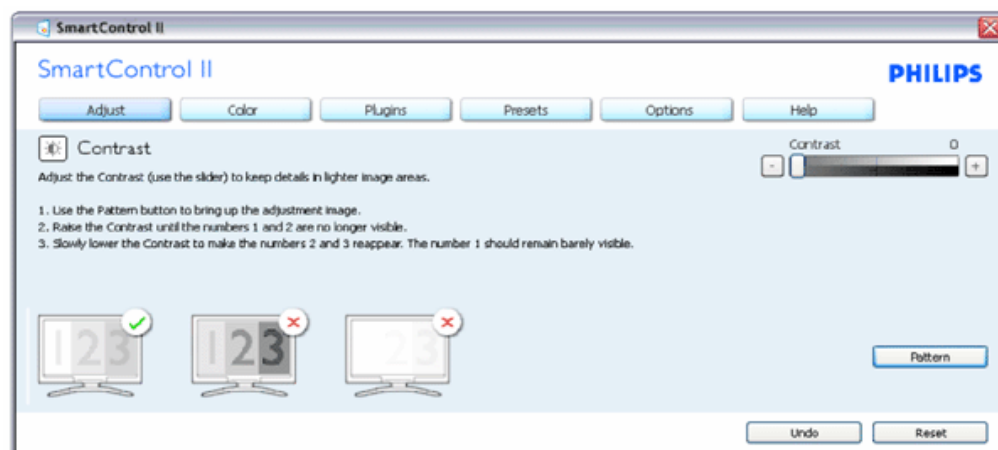 SmartControl II
SmartControl II
PHILIPS
Adjust Color Plugins Presets Options Help
Contrast
Contrast 0
- +
Adjust the Contrast (use the slider) to keep details in lighter image areas.
1. Use the Pattern button to bring up the adjustment image.
2. Raise the Contrast until the numbers 1 and 2 are no longer visible.
3. Slowly lower the Contrast to make the numbers 2 and 3 reappear. The number 1 should remain barely visible.
123 123 23
Pattern
Undo Reset